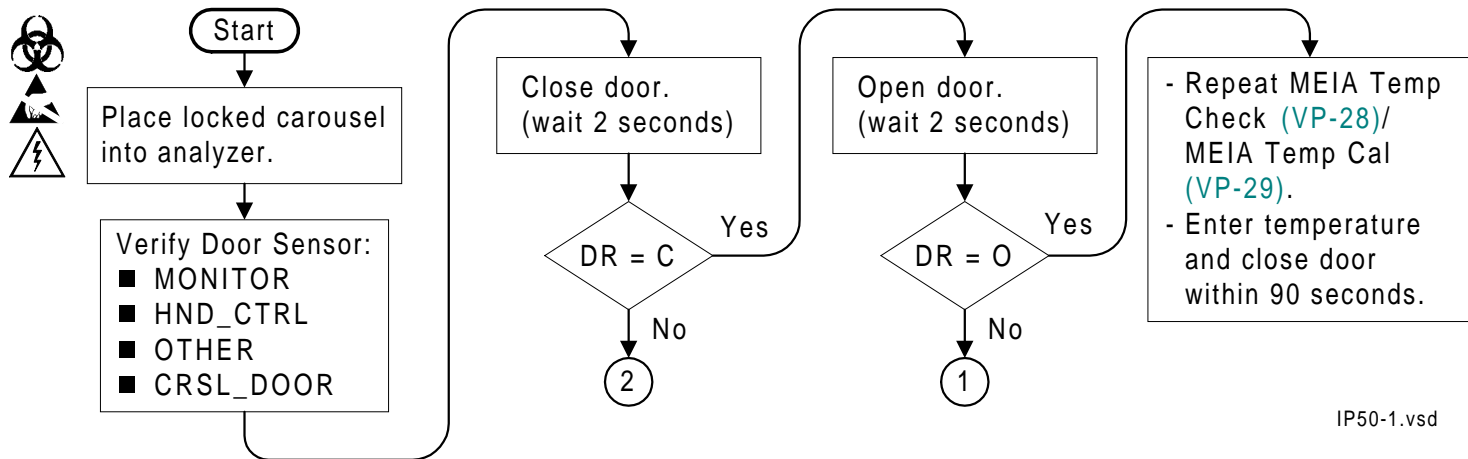 Start
Place locked carousel
into analyzer.
Verify Door Sensor:
■ MONITOR
■ HND_CTRL
■ OTHER
■ CRSL_DOOR
Close door.
(wait 2 seconds)
DR = C
Yes
No
2
Open door.
(wait 2 seconds)
DR = O
Yes
No
1
- Repeat MEIA Temp
Check (VP-28)/
MEIA Temp Cal
(VP-29).
- Enter temperature
and close door
within 90 seconds.
IP50-1.vsd